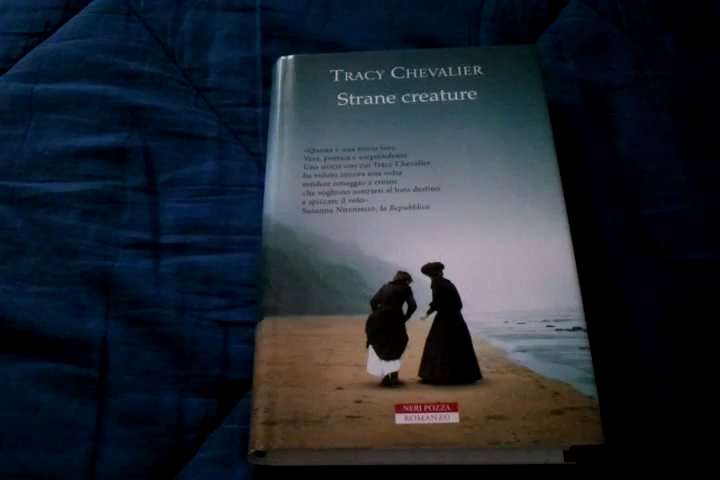 TRACY CHEVALIER
Strane creature
«Questa è una storia vera.
Vera, poetica e sorprendente.
Una storia con cui Tracy Chevalier
ha voluto ancora una volta
rendere omaggio a eroine
che vogliono sottrarsi al loro destino
e spiccare il volo».
Susanna Nirenstein, la Repubblica
NERI POZZA
ROMANZO